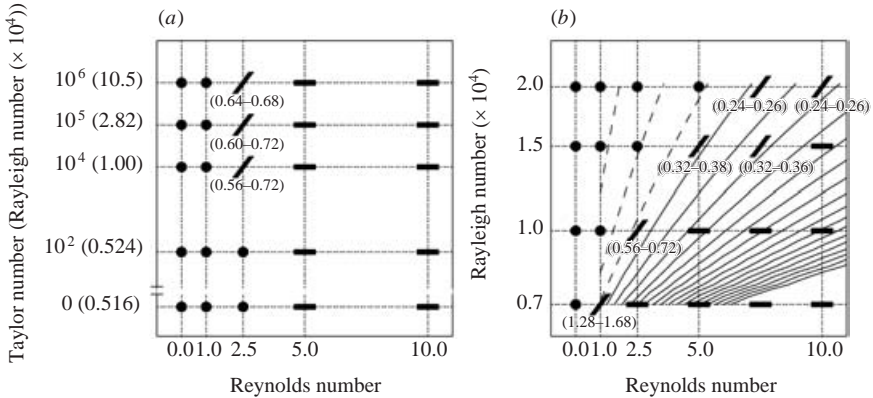 (a)
Taylor number (Rayleigh number (× 10⁴))
10⁶ (10.5)
(0.64–0.68)
10⁵ (2.82)
(0.60–0.72)
10⁴ (1.00)
(0.56–0.72)
10² (0.524)
0 (0.516)
0.0 1.0 2.5 5.0 10.0
Reynolds number
(b)
Rayleigh number (× 10⁴)
2.0
(0.24–0.26) (0.24–0.26)
1.5
(0.32–0.38) (0.32–0.36)
1.0
(0.56–0.72)
0.7
(1.28–1.68)
0.0 1.0 2.5 5.0 10.0
Reynolds number